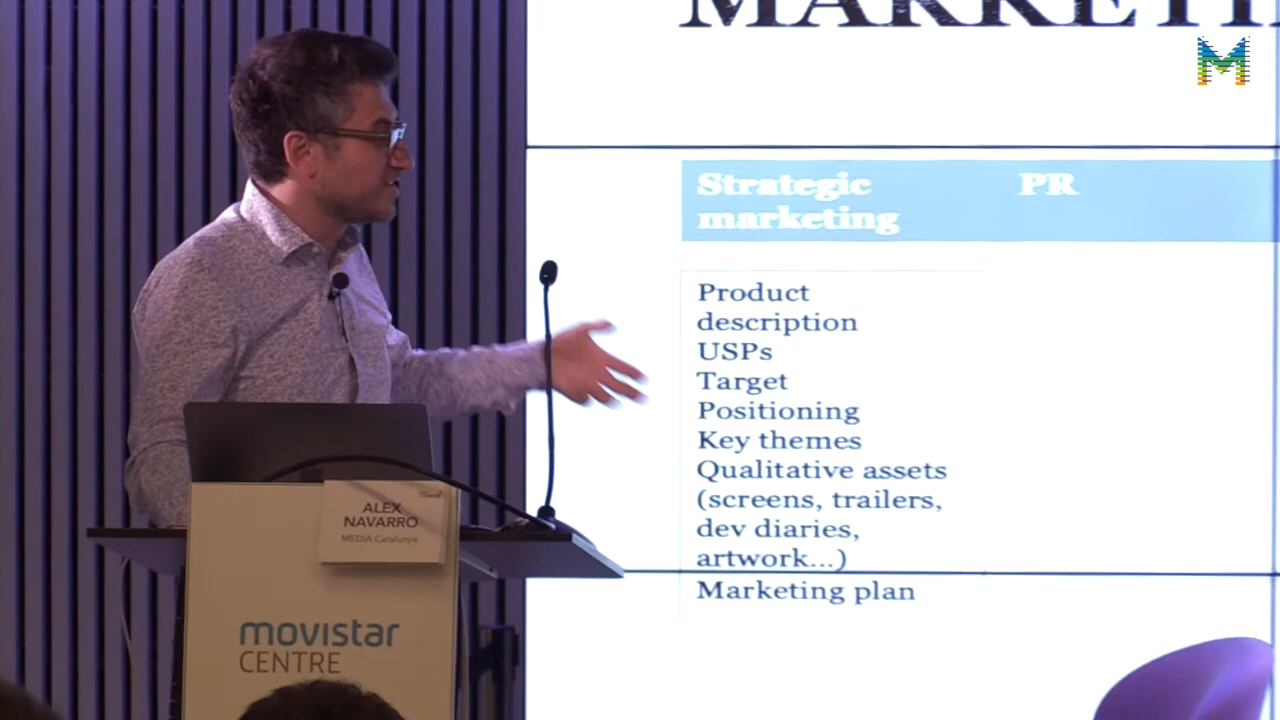 MARKETI
M
Strategic
marketing
PR
Product
description
USPs
Target
Positioning
Key themes
Qualitative assets
(screens, trailers,
dev diaries,
artwork...)
Marketing plan
ALEX
NAVARRO
MEDIA Catalunya
movistar
CENTRE